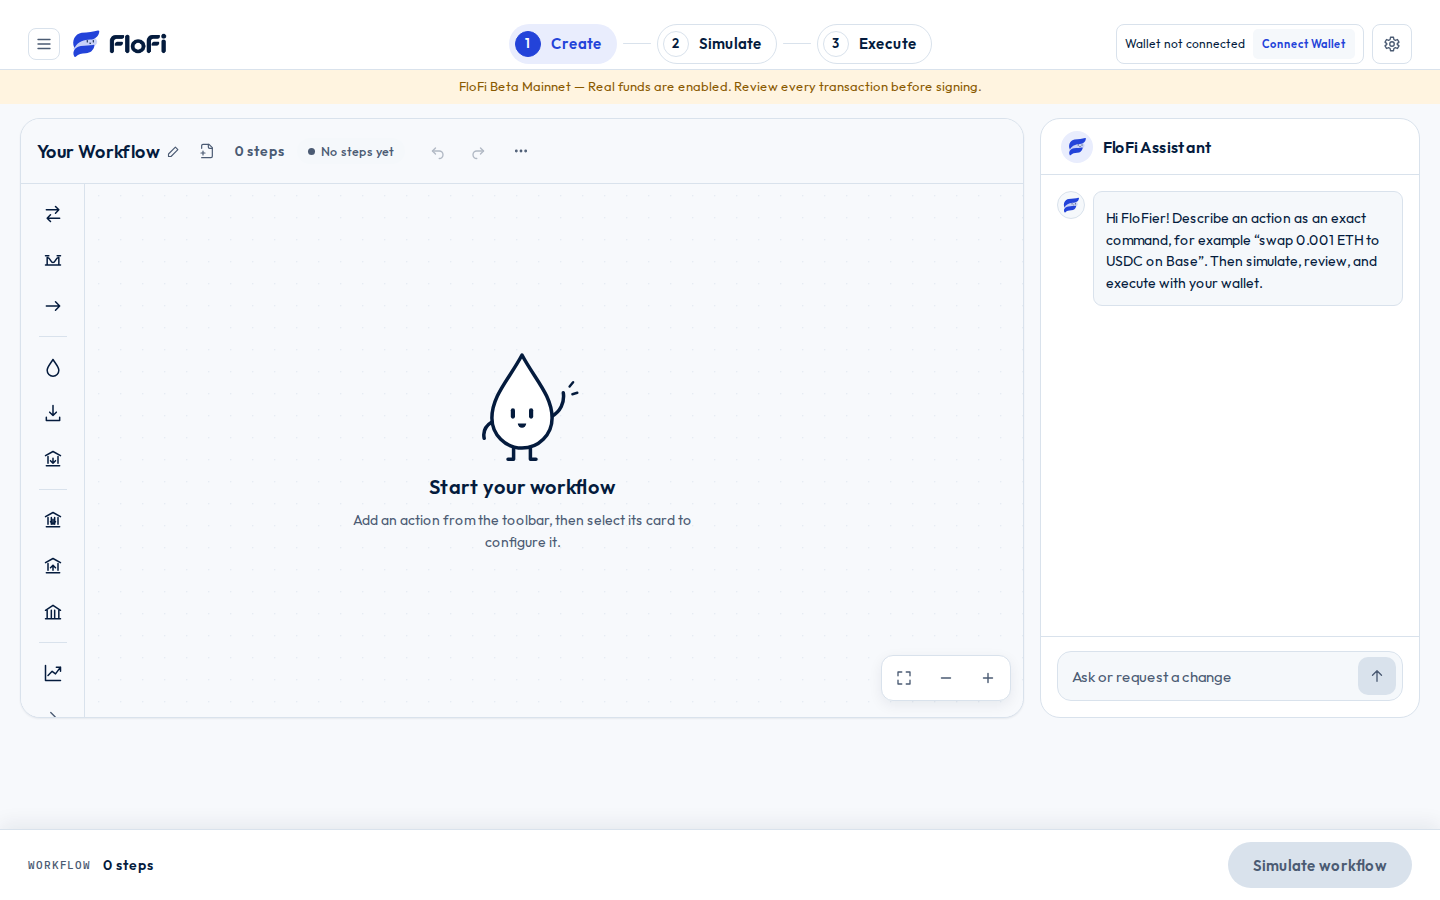 FloFi
1 Create
2 Simulate
3 Execute
Wallet not connected Connect Wallet
FloFi Beta Mainnet — Real funds are enabled. Review every transaction before signing.
Your Workflow
0 steps
No steps yet
Start your workflow
Add an action from the toolbar, then select its card to
configure it.
FloFi Assistant
Hi FloFier! Describe an action as an exact
command, for example “swap 0.001 ETH to
USDC on Base”. Then simulate, review, and
execute with your wallet.
Ask or request a change
WORKFLOW 0 steps
Simulate workflow